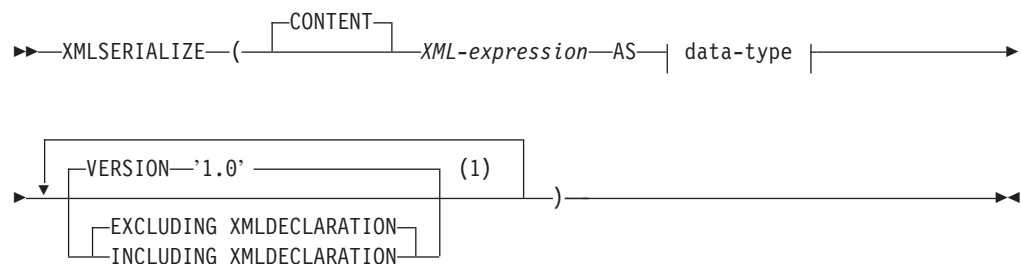 CONTENT
XMLSERIALIZE ( XML-expression AS data-type
VERSION '1.0' (1)
)
EXCLUDING XMLDECLARATION
INCLUDING XMLDECLARATION